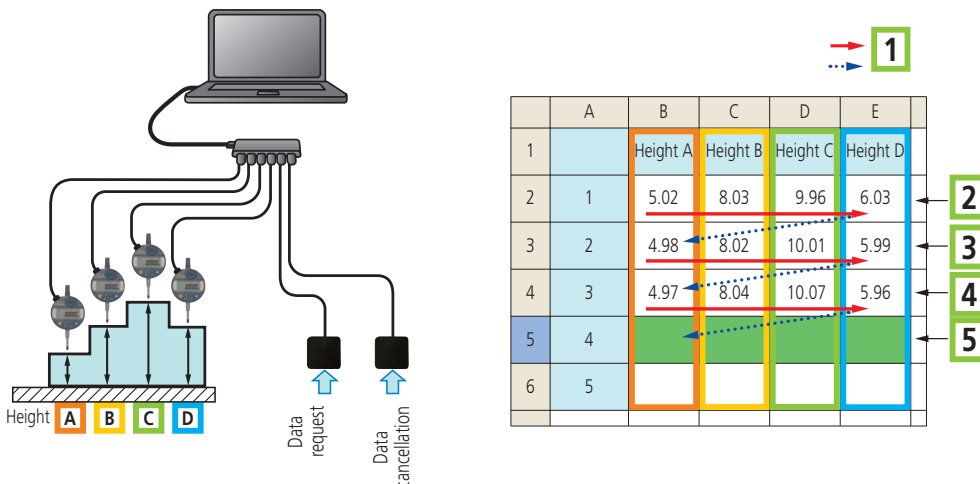 Height A B C D
Data
request
Data
cancellation
1
A B C D E
1 Height A Height B Height C Height D
2 1 5.02 8.03 9.96 6.03 2
3 2 4.98 8.02 10.01 5.99 3
4 3 4.97 8.04 10.07 5.96 4
5 4 5
6 5